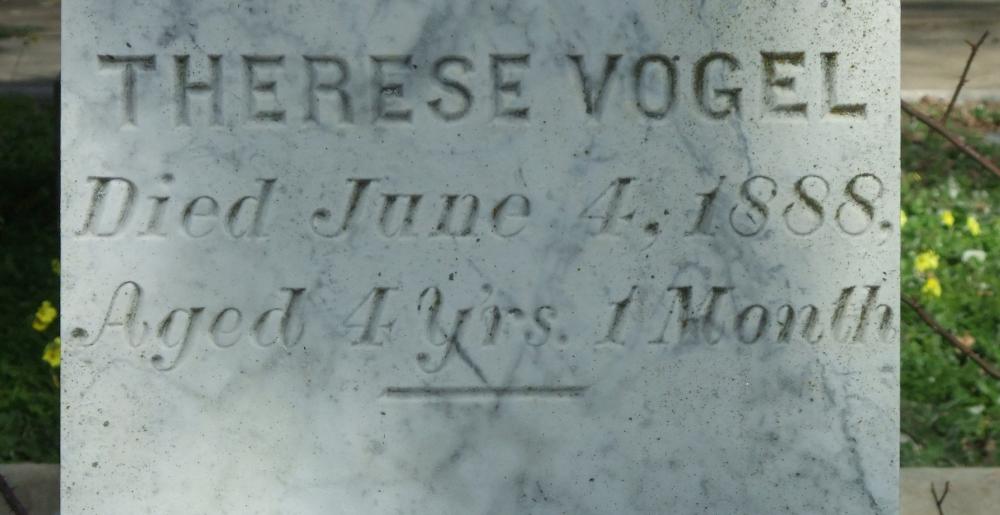 THERESE VOGEL
Died June 4, 1888,
Aged 4 Yrs. 1 Month